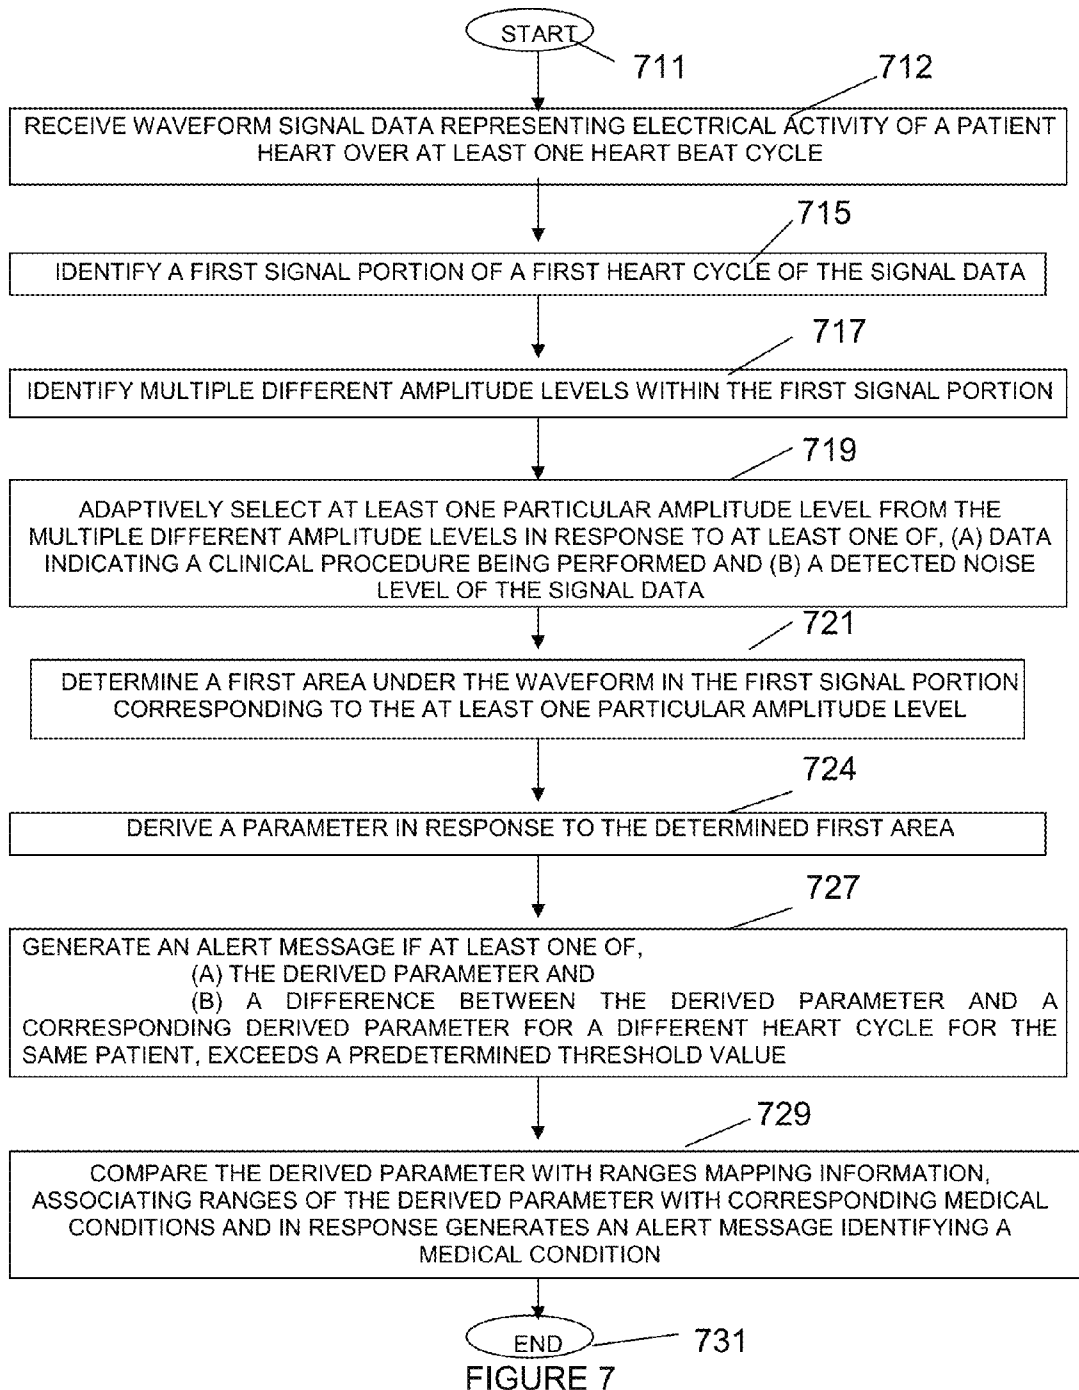 START
711
712
RECEIVE WAVEFORM SIGNAL DATA REPRESENTING ELECTRICAL ACTIVITY OF A PATIENT
HEART OVER AT LEAST ONE HEART BEAT CYCLE
715
IDENTIFY A FIRST SIGNAL PORTION OF A FIRST HEART CYCLE OF THE SIGNAL DATA
717
IDENTIFY MULTIPLE DIFFERENT AMPLITUDE LEVELS WITHIN THE FIRST SIGNAL PORTION
719
ADAPTIVELY SELECT AT LEAST ONE PARTICULAR AMPLITUDE LEVEL FROM THE
MULTIPLE DIFFERENT AMPLITUDE LEVELS IN RESPONSE TO AT LEAST ONE OF, (A) DATA
INDICATING A CLINICAL PROCEDURE BEING PERFORMED AND (B) A DETECTED NOISE
LEVEL OF THE SIGNAL DATA
721
DETERMINE A FIRST AREA UNDER THE WAVEFORM IN THE FIRST SIGNAL PORTION
CORRESPONDING TO THE AT LEAST ONE PARTICULAR AMPLITUDE LEVEL
724
DERIVE A PARAMETER IN RESPONSE TO THE DETERMINED FIRST AREA
727
GENERATE AN ALERT MESSAGE IF AT LEAST ONE OF,
(A) THE DERIVED PARAMETER AND
(B) A DIFFERENCE BETWEEN THE DERIVED PARAMETER AND A
CORRESPONDING DERIVED PARAMETER FOR A DIFFERENT HEART CYCLE FOR THE
SAME PATIENT, EXCEEDS A PREDETERMINED THRESHOLD VALUE
729
COMPARE THE DERIVED PARAMETER WITH RANGES MAPPING INFORMATION,
ASSOCIATING RANGES OF THE DERIVED PARAMETER WITH CORRESPONDING MEDICAL
CONDITIONS AND IN RESPONSE GENERATES AN ALERT MESSAGE IDENTIFYING A
MEDICAL CONDITION
END
731
FIGURE 7